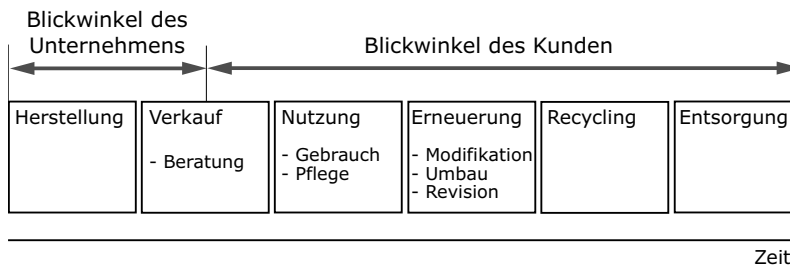 Blickwinkel des
Unternehmens
Blickwinkel des Kunden
Herstellung
Verkauf
- Beratung
Nutzung
- Gebrauch
- Pflege
Erneuerung
- Modifikation
- Umbau
- Revision
Recycling
Entsorgung
Zeit